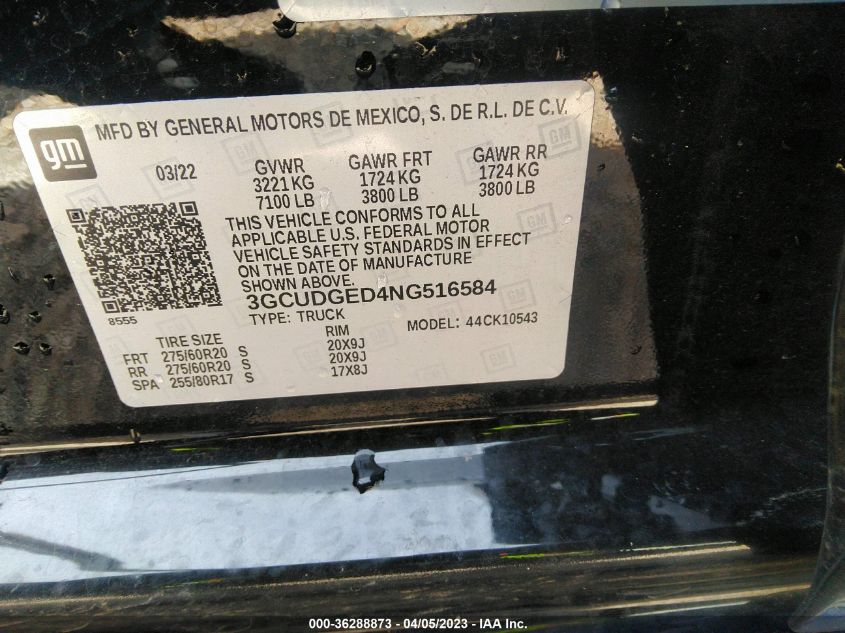 gm
MFD BY GENERAL MOTORS DE MEXICO, S. DE R.L. DE C.V.
03/22 GVWR GAWR FRT GAWR RR
3221 KG 1724 KG 1724 KG
7100 LB 3800 LB 3800 LB
THIS VEHICLE CONFORMS TO ALL
APPLICABLE U.S. FEDERAL MOTOR
VEHICLE SAFETY STANDARDS IN EFFECT
ON THE DATE OF MANUFACTURE
SHOWN ABOVE.
8555
3GCUDGED4NG516584
TYPE: TRUCK MODEL: 44CK10543
TIRE SIZE RIM
FRT 275/60R20 S 20X9J
RR 275/60R20 S 20X9J
SPA 255/80R17 S 17X8J
000-36288873 - 04/05/2023 - IAA Inc.